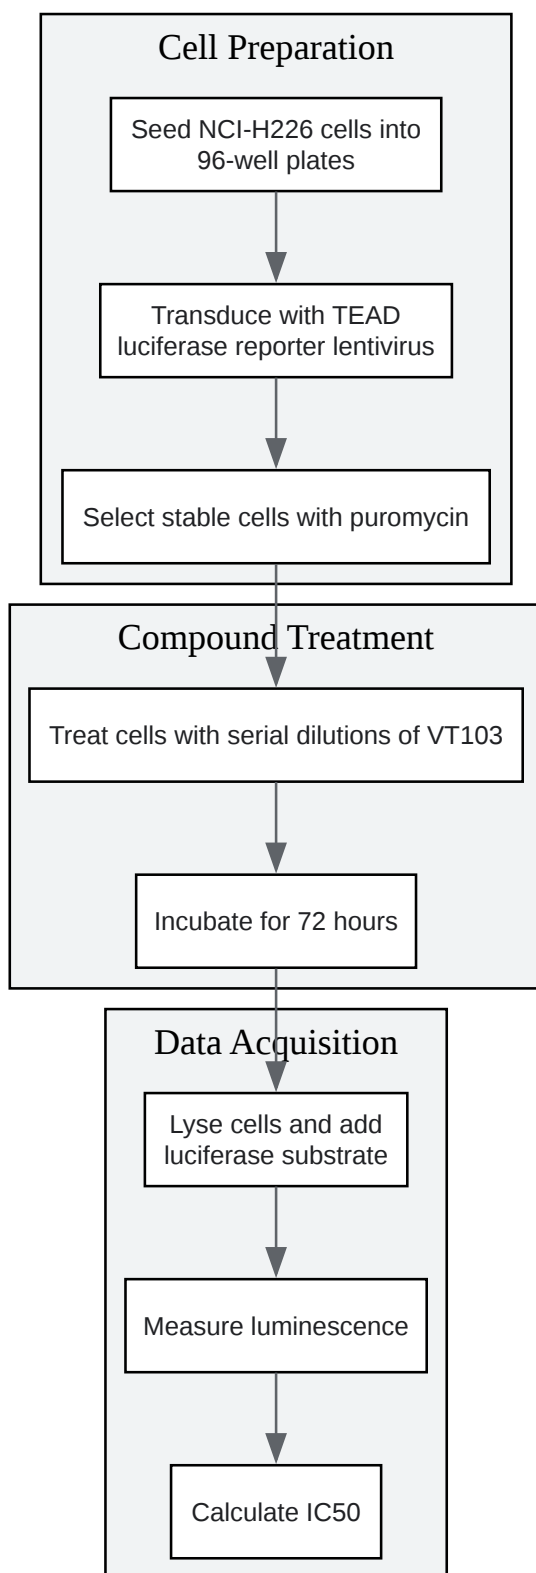 Cell Preparation
Seed NCI-H226 cells into
96-well plates
Transduce with TEAD
luciferase reporter lentivirus
Select stable cells with puromycin
Compound Treatment
Treat cells with serial dilutions of VT103
Incubate for 72 hours
Data Acquisition
Lyse cells and add
luciferase substrate
Measure luminescence
Calculate IC50